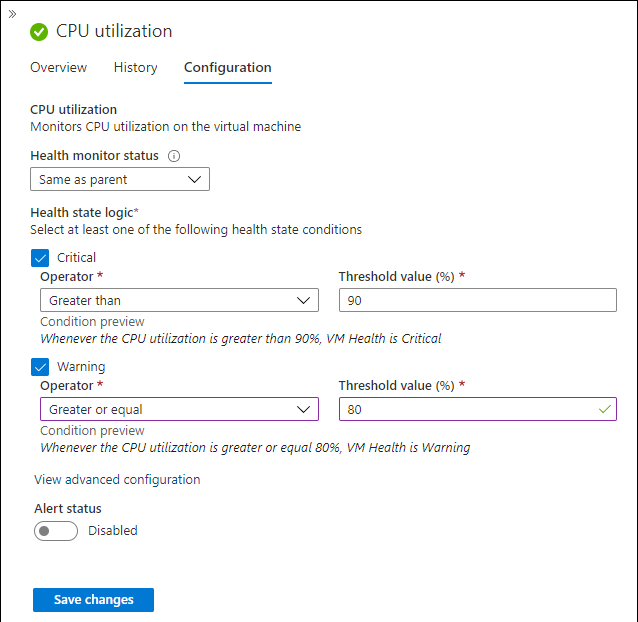 CPU utilization
Overview History Configuration
CPU utilization
Monitors CPU utilization on the virtual machine
Health monitor status
Same as parent
Health state logic*
Select at least one of the following health state conditions
Critical
Operator * Threshold value (%) *
Greater than 90
Condition preview
Whenever the CPU utilization is greater than 90%, VM Health is Critical
Warning
Operator * Threshold value (%) *
Greater or equal 80
Condition preview
Whenever the CPU utilization is greater or equal 80%, VM Health is Warning
View advanced configuration
Alert status
Disabled
Save changes